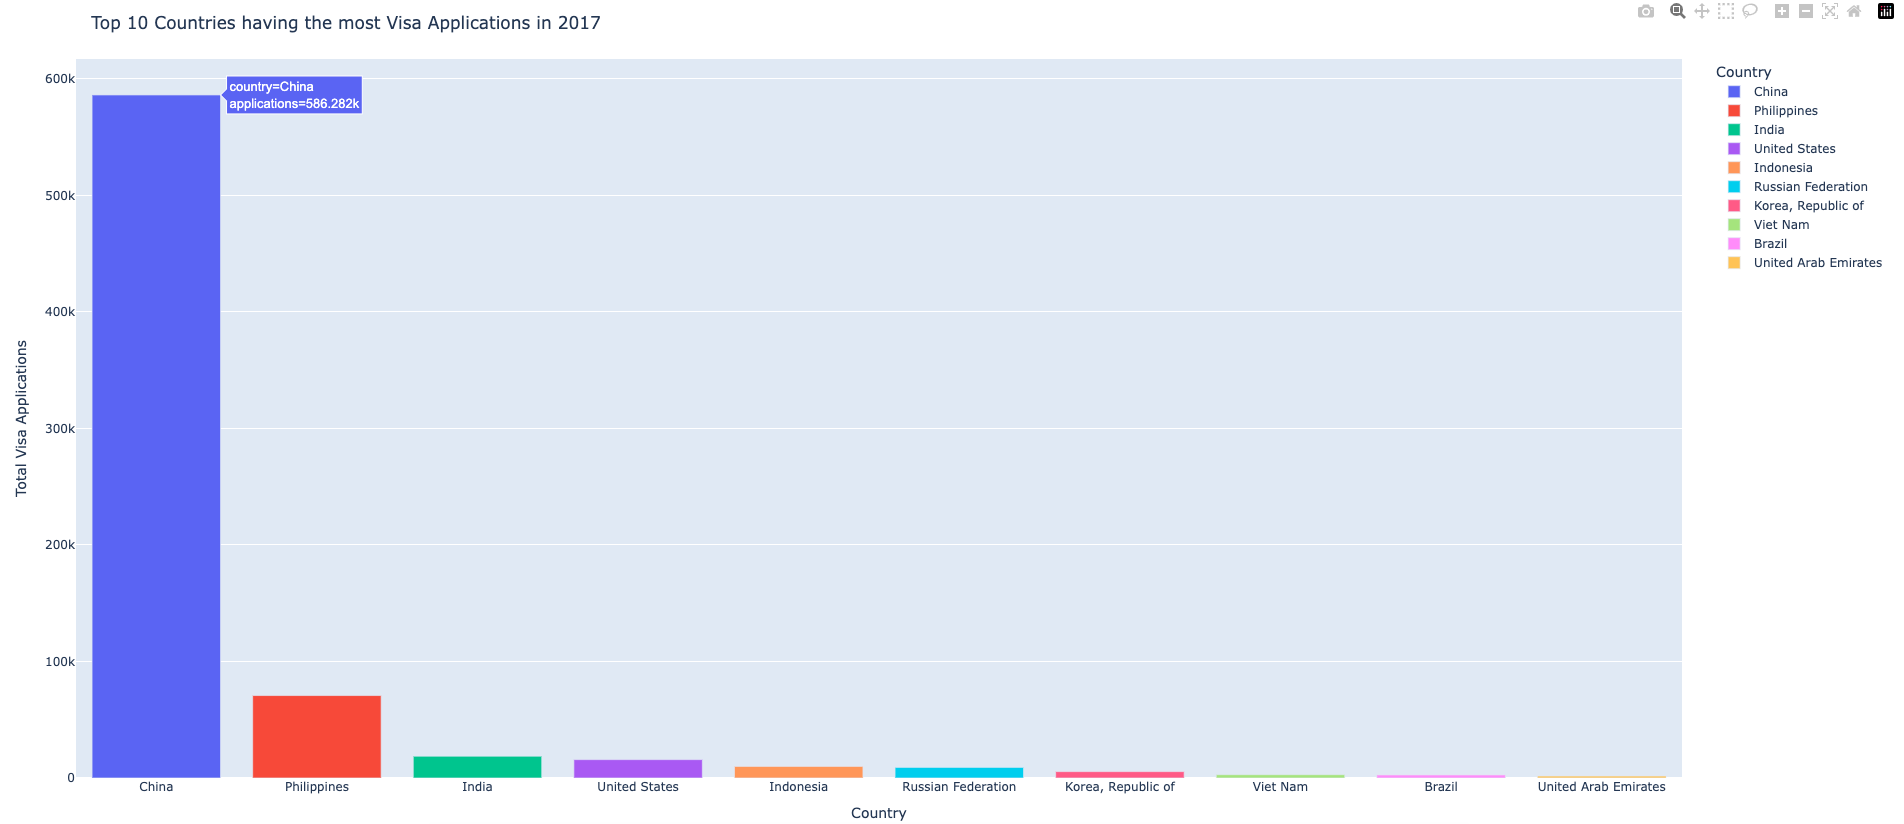 Top 10 Countries having the most Visa Applications in 2017
600k
500k
400k
300k
200k
100k
0
Total Visa Applications
country=China
applications=586.282k
China
Philippines
India
United States
Indonesia
Russian Federation
Korea, Republic of
Viet Nam
Brazil
United Arab Emirates
Country
Country
China
Philippines
India
United States
Indonesia
Russian Federation
Korea, Republic of
Viet Nam
Brazil
United Arab Emirates